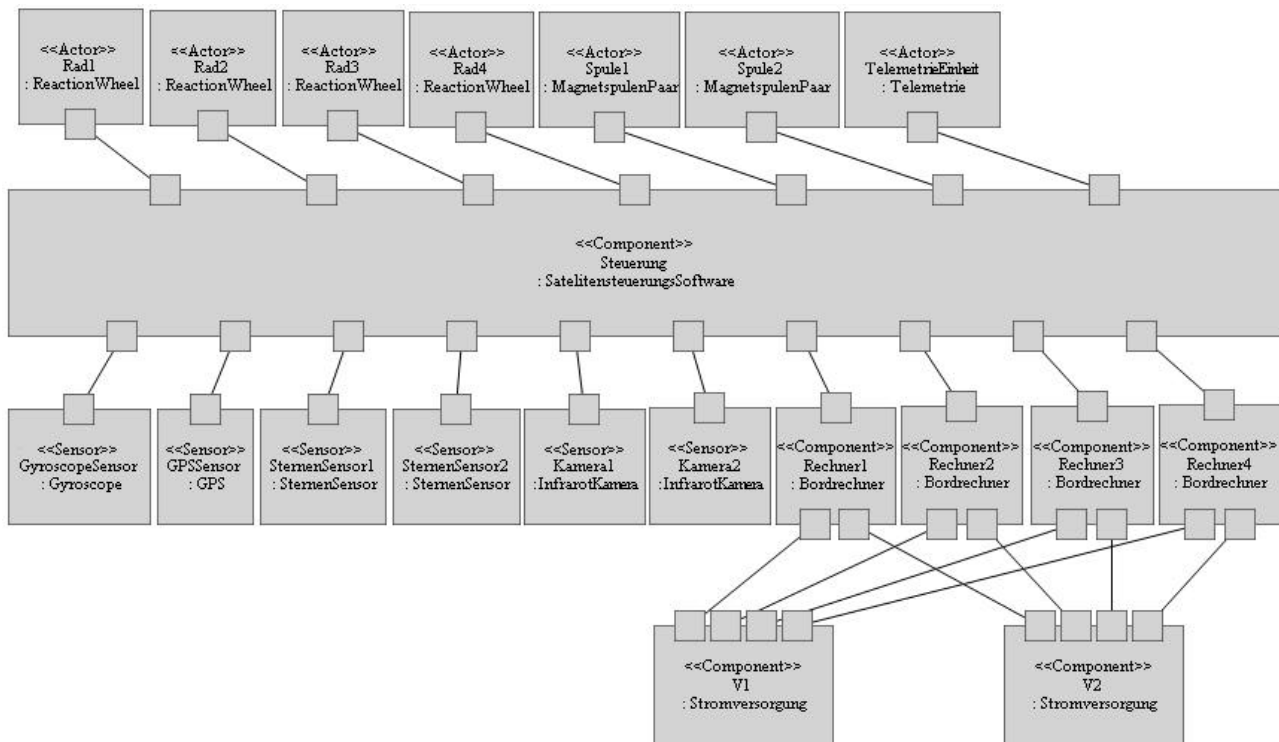 <<Actor>>
Rad1
: ReactionWheel
<<Actor>>
Rad2
: ReactionWheel
<<Actor>>
Rad3
: ReactionWheel
<<Actor>>
Rad4
: ReactionWheel
<<Actor>>
Spule1
: MagnetspulenPaar
<<Actor>>
Spule2
: MagnetspulenPaar
<<Actor>>
TelemetrieEinheit
: Telemetrie
<<Component>>
Steuerung
: SatelitensteuerungsSoftware
<<Sensor>>
GyroscopeSensor
: Gyroscope
<<Sensor>>
GPSSensor
: GPS
<<Sensor>>
SternenSensor1
: SternenSensor
<<Sensor>>
SternenSensor2
: SternenSensor
<<Sensor>>
Kamera1
:InfrarotKamera
<<Sensor>>
Kamera2
:InfrarotKamera
<<Component>>
Rechner1
: Bordrechner
<<Component>>
Rechner2
: Bordrechner
<<Component>>
Rechner3
: Bordrechner
<<Component>>
Rechner4
: Bordrechner
<<Component>>
V1
: Stromversorgung
<<Component>>
V2
: Stromversorgung